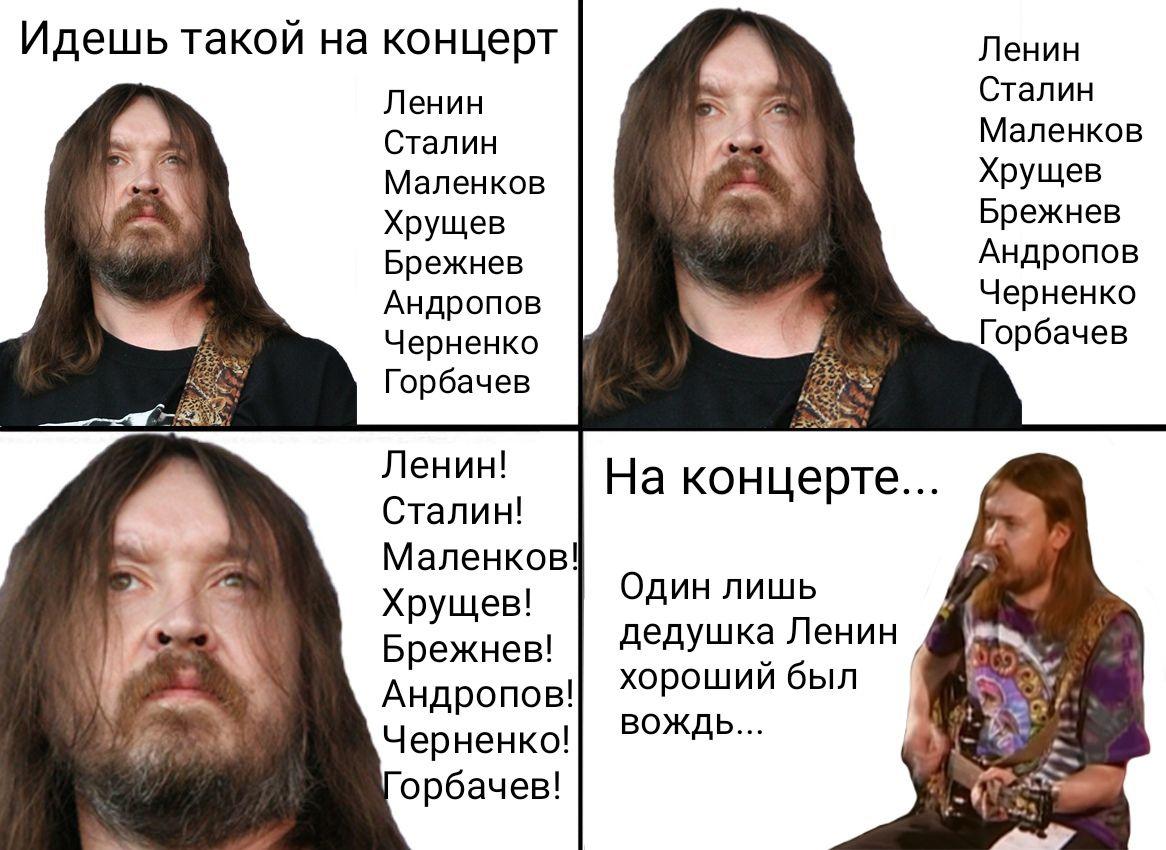 Идешь такой на концерт
Ленин
Сталин
Маленков
Хрущев
Брежнев
Андропов
Черненко
Горбачев
Ленин
Сталин
Маленков
Хрущев
Брежнев
Андропов
Черненко
Горбачев
Ленин!
Сталин!
Маленков!
Хрущев!
Брежнев!
Андропов!
Черненко!
Горбачев!
На концерте...
Один лишь
дедушка Ленин
хороший был
вождь...